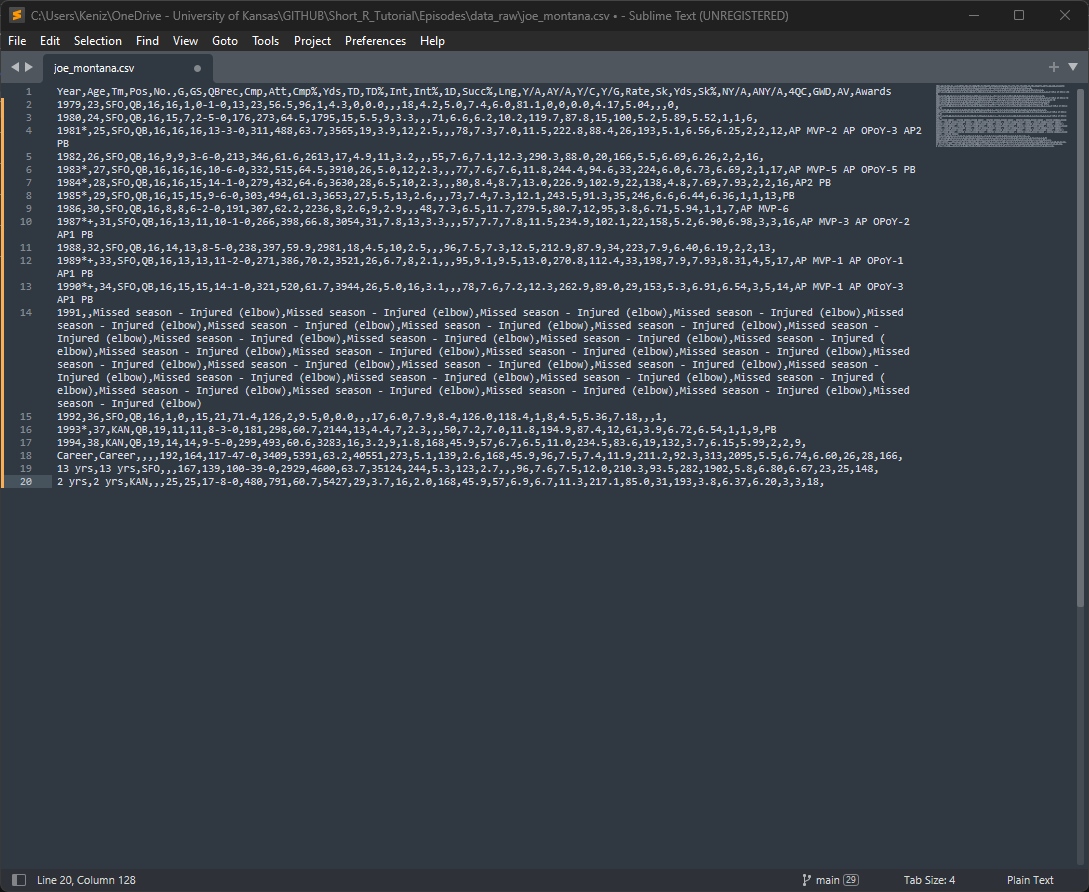 C:\Users\Keniz\OneDrive - University of Kansas\GITHUB\Short_R_Tutorial\Episodes\data_raw\joe_montana.csv • - Sublime Text (UNREGISTERED)
File Edit Selection Find View Goto Tools Project Preferences Help
joe_montana.csv
1 Year,Age,Tm,Pos,No.,G,GS,QBrec,Cmp,Att,Cmp%,Yds,TD,TD%,Int,Int%,1D,Succ%,Lng,Y/A,AY/A,Y/C,Y/G,Rate,Sk,Yds,Sk%,NY/A,ANY/A,4QC,GWD,AV,Awards
2 1979,23,SFO,QB,16,16,1,0-1-0,13,23,56.5,96,1,4.3,0,0.0,,,18,4.2,5.0,7.4,6.0,81.1,0,0,0.0,4.17,5.04,,,0,
3 1980,24,SFO,QB,16,15,7,2-5-0,176,273,64.5,1795,15,5.5,9,3.3,,,71,6.6,6.2,10.2,119.7,87.8,15,100,5.2,5.89,5.52,1,1,6,
4 1981*,25,SFO,QB,16,16,16,13-3-0,311,488,63.7,3565,19,3.9,12,2.5,,,78,7.3,7.0,11.5,222.8,88.4,26,193,5.1,6.56,6.25,2,2,12,AP MVP-2 AP OPoY-3 AP2
PB
5 1982,26,SFO,QB,16,9,9,3-6-0,213,346,61.6,2613,17,4.9,11,3.2,,,55,7.6,7.1,12.3,290.3,88.0,20,166,5.5,6.69,6.26,2,2,16,
6 1983*,27,SFO,QB,16,16,16,10-6-0,332,515,64.5,3910,26,5.0,12,2.3,,,77,7.6,7.6,11.8,244.4,94.6,33,224,6.0,6.73,6.69,2,1,17,AP MVP-5 AP OPoY-5 PB
7 1984*,28,SFO,QB,16,16,15,14-1-0,279,432,64.6,3630,28,6.5,10,2.3,,,80,8.4,8.7,13.0,226.9,102.9,22,138,4.8,7.69,7.93,2,2,16,AP2 PB
8 1985*,29,SFO,QB,16,15,15,9-6-0,303,494,61.3,3653,27,5.5,13,2.6,,,73,7.4,7.3,12.1,243.5,91.3,35,246,6.6,6.44,6.36,1,1,13,PB
9 1986,30,SFO,QB,16,8,8,6-2-0,191,307,62.2,2236,8,2.6,9,2.9,,,48,7.3,6.5,11.7,279.5,80.7,12,95,3.8,6.71,5.94,1,1,7,AP MVP-6
10 1987*+,31,SFO,QB,16,13,11,10-1-0,266,398,66.8,3054,31,7.8,13,3.3,,,57,7.7,7.8,11.5,234.9,102.1,22,158,5.2,6.90,6.98,3,3,16,AP MVP-3 AP OPoY-2
AP1 PB
11 1988,32,SFO,QB,16,14,13,8-5-0,238,397,59.9,2981,18,4.5,10,2.5,,,96,7.5,7.3,12.5,212.9,87.9,34,223,7.9,6.40,6.19,2,2,13,
12 1989*+,33,SFO,QB,16,13,13,11-2-0,271,386,70.2,3521,26,6.7,8,2.1,,,95,9.1,9.5,13.0,270.8,112.4,33,198,7.9,7.93,8.31,4,5,17,AP MVP-1 AP OPoY-1
AP1 PB
13 1990*+,34,SFO,QB,16,15,15,14-1-0,321,520,61.7,3944,26,5.0,16,3.1,,,78,7.6,7.2,12.3,262.9,89.0,29,153,5.3,6.91,6.54,3,5,14,AP MVP-1 AP OPoY-3
AP1 PB
14 1991,,Missed season - Injured (elbow),Missed season - Injured (elbow),Missed season - Injured (elbow),Missed season - Injured (elbow),Missed
season - Injured (elbow),Missed season - Injured (elbow),Missed season - Injured (elbow),Missed season - Injured (elbow),Missed season -
Injured (elbow),Missed season - Injured (elbow),Missed season - Injured (elbow),Missed season - Injured (elbow),Missed season - Injured (
elbow),Missed season - Injured (elbow),Missed season - Injured (elbow),Missed season - Injured (elbow),Missed season - Injured (elbow),Missed
season - Injured (elbow),Missed season - Injured (elbow),Missed season - Injured (elbow),Missed season - Injured (elbow),Missed season -
Injured (elbow),Missed season - Injured (elbow),Missed season - Injured (elbow),Missed season - Injured (elbow),Missed season - Injured (
elbow),Missed season - Injured (elbow),Missed season - Injured (elbow),Missed season - Injured (elbow),Missed season - Injured (elbow),Missed
season - Injured (elbow)
15 1992,36,SFO,QB,16,1,0,,15,21,71.4,126,2,9.5,0,0.0,,,17,6.0,7.9,8.4,126.0,118.4,1,8,4.5,5.36,7.18,,,1,
16 1993*,37,KAN,QB,19,11,11,8-3-0,181,298,60.7,2144,13,4.4,7,2.3,,,50,7.2,7.0,11.8,194.9,87.4,12,61,3.9,6.72,6.54,1,1,9,PB
17 1994,38,KAN,QB,19,14,14,9-5-0,299,493,60.6,3283,16,3.2,9,1.8,168,45.9,57,6.7,6.5,11.0,234.5,83.6,19,132,3.7,6.15,5.99,2,2,9,
18 Career,Career,,,,192,164,117-47-0,3409,5391,63.2,40551,273,5.1,139,2.6,168,45.9,96,7.5,7.4,11.9,211.2,92.3,313,2095,5.5,6.74,6.60,26,28,166,
19 13 yrs,13 yrs,SFO,,,167,139,100-39-0,2929,4600,63.7,35124,244,5.3,123,2.7,,,96,7.6,7.5,12.0,210.3,93.5,282,1902,5.8,6.80,6.67,23,25,148,
20 2 yrs,2 yrs,KAN,,,25,25,17-8-0,480,791,60.7,5427,29,3.7,16,2.0,168,45.9,57,6.9,6.7,11.3,217.1,85.0,31,193,3.8,6.37,6.20,3,3,18,
Line 20, Column 128 main 29 Tab Size: 4 Plain Text